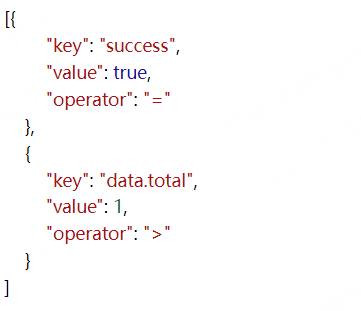 [{
"key": "success",
"value": true,
"operator": "="
},
{
"key": "data.total",
"value": 1,
"operator": ">"
}
]